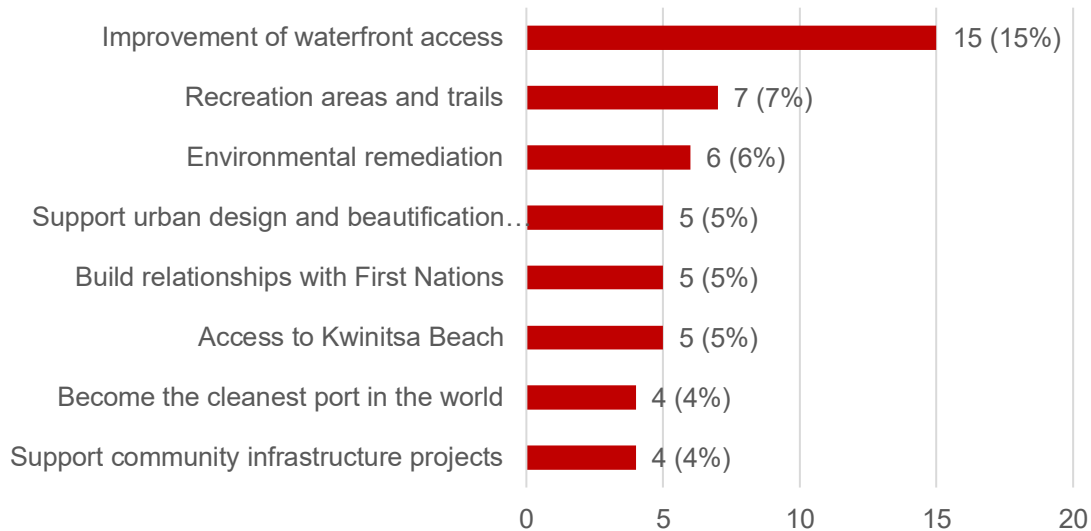 Improvement of waterfront access 15 (15%)
Recreation areas and trails 7 (7%)
Environmental remediation 6 (6%)
Support urban design and beautification… 5 (5%)
Build relationships with First Nations 5 (5%)
Access to Kwinitsa Beach 5 (5%)
Become the cleanest port in the world 4 (4%)
Support community infrastructure projects 4 (4%)
0 5 10 15 20